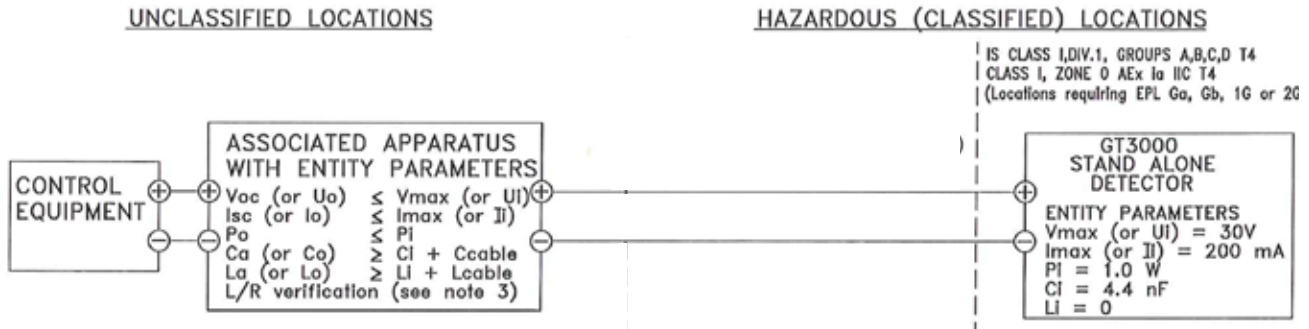 UNCLASSIFIED LOCATIONS
HAZARDOUS (CLASSIFIED) LOCATIONS
IS CLASS I,DIV.1, GROUPS A,B,C,D T4
CLASS I, ZONE 0 AEx Ia IIC T4
(Locations requiring EPL Ga, Gb, 1G or 2G
CONTROL
EQUIPMENT
ASSOCIATED APPARATUS
WITH ENTITY PARAMETERS
Voc (or Uo) ≤ Vmax (or Ui)
Isc (or Io) ≤ Imax (or Ii)
Po ≤ Pi
Ca (or Co) ≥ Ci + Ccable
La (or Lo) ≥ Li + Lcable
L/R verification (see note 3)
)
GT3000
STAND ALONE
DETECTOR
ENTITY PARAMETERS
Vmax (or Ui) = 30V
Imax (or Ii) = 200 mA
Pi = 1.0 W
Ci = 4.4 nF
Li = 0